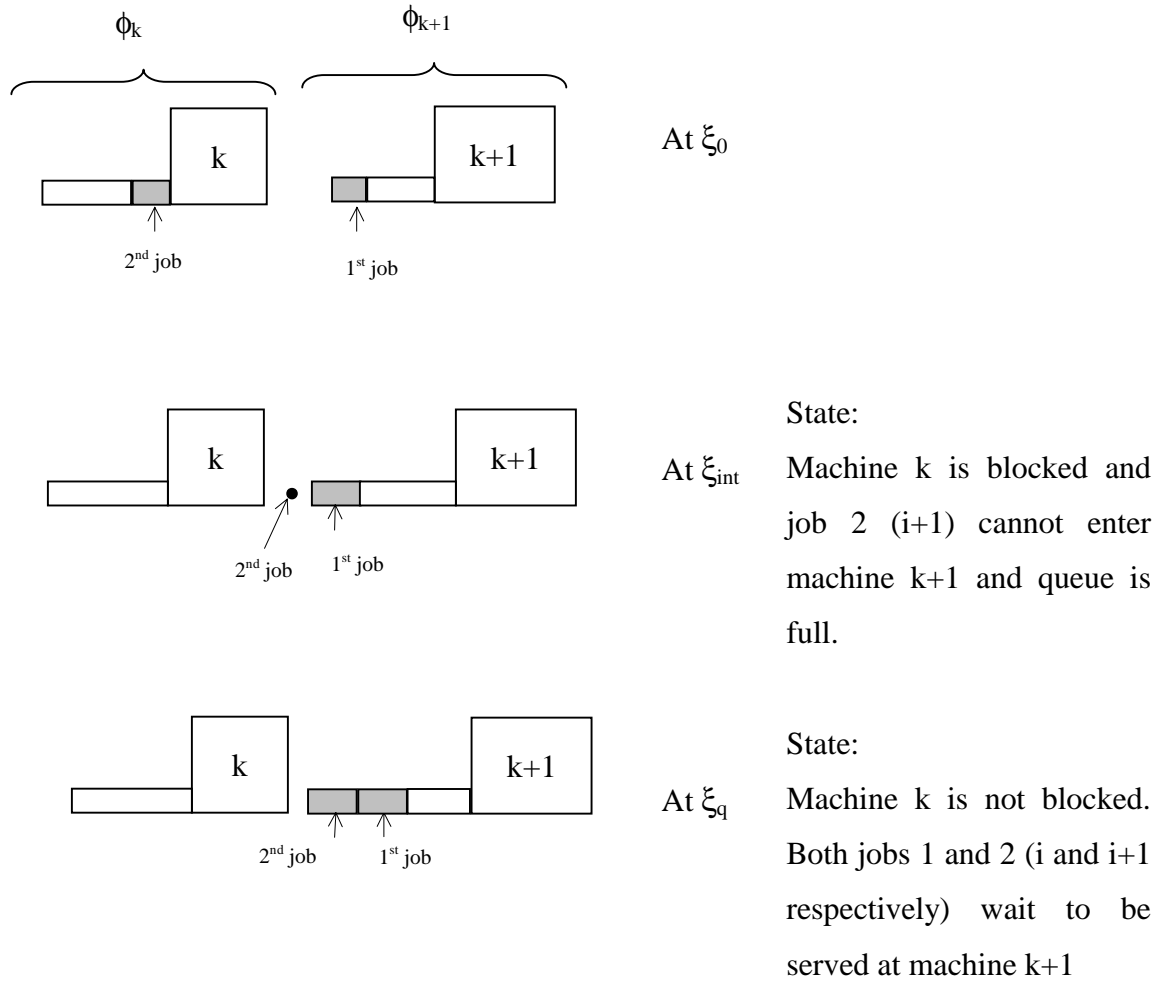 ϕk ϕk+1
k k+1 At ξ0
2nd job 1st job
State:
k k+1 At ξint Machine k is blocked and
job 2 (i+1) cannot enter
2nd job 1st job machine k+1 and queue is
full.
State:
k k+1 At ξq Machine k is not blocked.
2nd job 1st job Both jobs 1 and 2 (i and i+1
respectively) wait to be
served at machine k+1